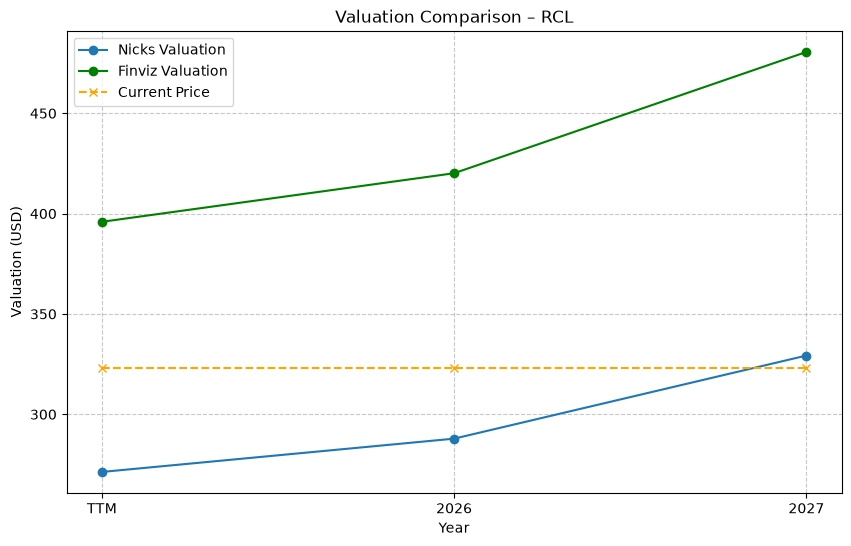 Valuation Comparison – RCL
Nicks Valuation
Finviz Valuation
Current Price
450
400
350
300
Valuation (USD)
TTM
2026
2027
Year